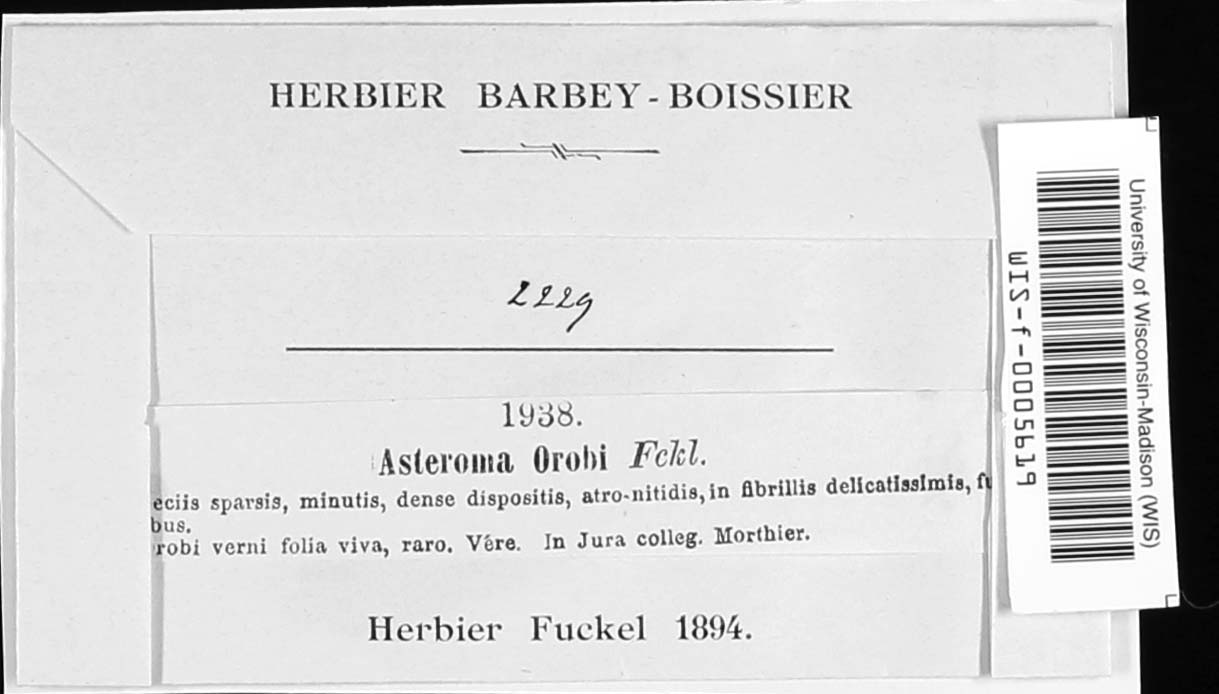 HERBIER BARBEY-BOISSIER
2229
1938.
Asteroma Orobi Fckl.
eciis sparsis, minutis, dense dispositis, atro-nitidis, in fibrillis delicatissimis, fu
bus.
robi verni folia viva, raro. Vére. In Jura colleg. Morthier.
Herbier Fuckel 1894.
University of Wisconsin-Madison (WIS)
WIS-f-0005619